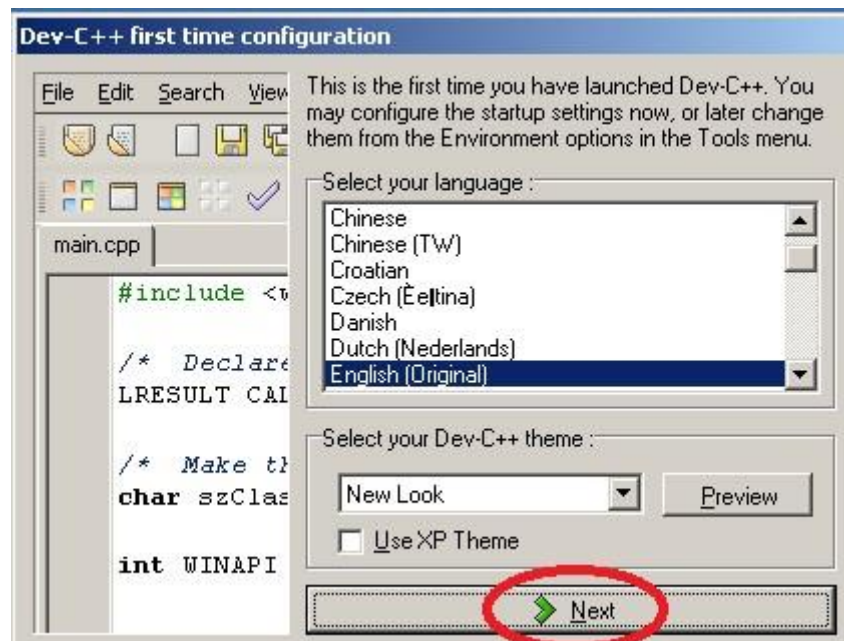 Dev-C++ first time configuration
File Edit Search View
main.cpp
#include <w
/* Declare
LRESULT CAL
/* Make th
char szClas
int WINAPI
This is the first time you have launched Dev-C++. You
may configure the startup settings now, or later change
them from the Environment options in the Tools menu.
Select your language :
Chinese
Chinese (TW)
Croatian
Czech (Èeltina)
Danish
Dutch (Nederlands)
English (Original)
Select your Dev-C++ theme :
New Look
Preview
Use XP Theme
Next